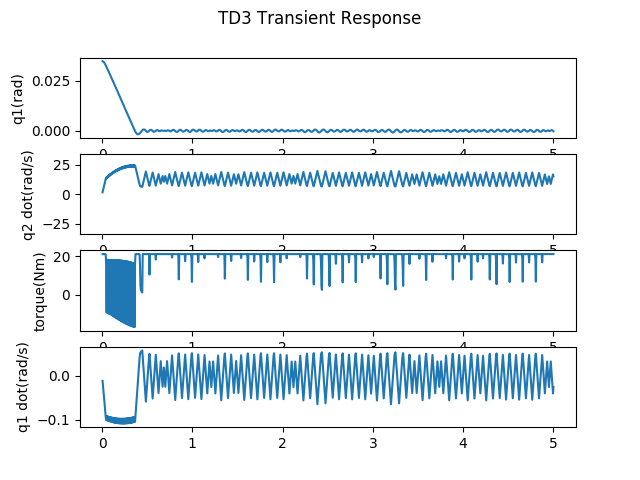 TD3 Transient Response
q1(rad)
0.025
0.000
0 1 2 3 4 5
q2 dot(rad/s)
25
0
−25
0 1 2 3 4 5
torque(Nm)
20
0
0 1 2 3 4 5
q1 dot(rad/s)
0.0
−0.1
0 1 2 3 4 5